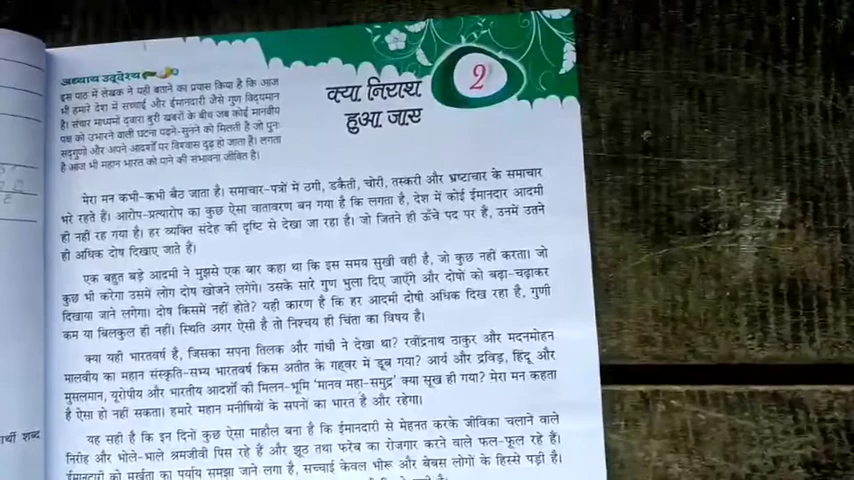 अध्याय उद्देश्य
इस पाठ में लेखक ने यही बताने का प्रयास किया है कि आज
भी हमारे देश में सच्चाई और ईमानदारी जैसे गुण विद्यमान
हैं। संचार माध्यमों द्वारा बुरी खबरों के बीच जब कोई मानवीय
पक्ष को उभारने वाली घटना पढ़ने-सुनने को मिलती है जो पुनः
सद्गुणों और अपने आदर्शों पर विश्वास दृढ़ हो जाता है। लगता
है आज भी महान भारत को पाने की संभावना जीवित है।
क्या निराश
हुआ जाए
2
मेरा मन कभी-कभी बैठ जाता है। समाचार-पत्रों में ठगी, डकैती, चोरी, तस्करी और भ्रष्टाचार के समाचार
भरे रहते हैं। आरोप-प्रत्यारोप का कुछ ऐसा वातावरण बन गया है कि लगता है, देश में कोई ईमानदार आदमी
ही नहीं रह गया है। हर व्यक्ति संदेह की दृष्टि से देखा जा रहा है। जो जितने ही ऊँचे पद पर हैं, उनमें उतने
ही अधिक दोष दिखाए जाते हैं।
एक बहुत बड़े आदमी ने मुझसे एक बार कहा था कि इस समय सुखी वही है, जो कुछ नहीं करता। जो
कुछ भी करेगा उसमें लोग दोष खोजने लगेंगे। उसके सारे गुण भुला दिए जाएँगे और दोषों को बढ़ा-चढ़ाकर
दिखाया जाने लगेगा। दोष किसमें नहीं होते? यही कारण है कि हर आदमी दोषी अधिक दिख रहा है, गुणी
कम या बिलकुल ही नहीं। स्थिति अगर ऐसी है तो निश्चय ही चिंता का विषय है।
क्या यही भारतवर्ष है, जिसका सपना तिलक और गांधी ने देखा था? रवींद्रनाथ ठाकुर और मदनमोहन
मालवीय का महान संस्कृति-सभ्य भारतवर्ष किस अतीत के गह्वर में डूब गया? आर्य और द्रविड़, हिंदू और
मुसलमान, यूरोपीय और भारतीय आदर्शों की मिलन-भूमि 'मानव महा-समुद्र' क्या सूख ही गया? मेरा मन कहता
है ऐसा हो नहीं सकता। हमारे महान मनीषियों के सपनों का भारत है और रहेगा।
यह सही है कि इन दिनों कुछ ऐसा माहौल बना है कि ईमानदारी से मेहनत करके जीविका चलाने वाले
निरीह और भोले-भाले श्रमजीवी पिस रहे हैं और झूठ तथा फरेब का रोजगार करने वाले फल-फूल रहे हैं।
ईमानदारी को मूर्खता का पर्याय समझा जाने लगा है, सच्चाई केवल भीरू और बेबस लोगों के हिस्से पड़ी है।
शब्द